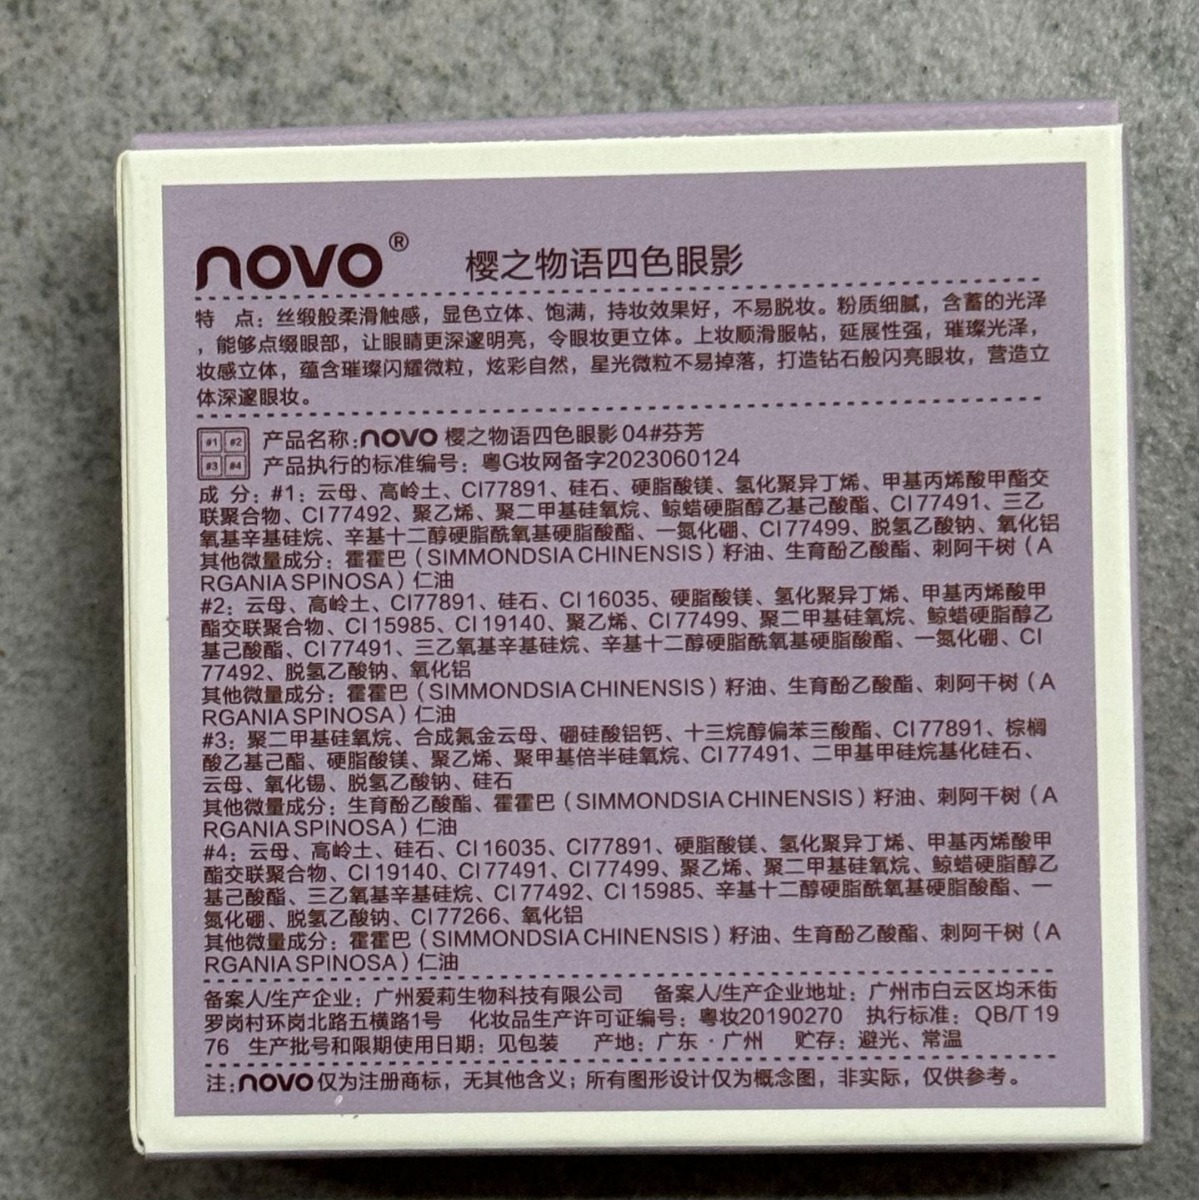 novo® 樱之物语四色眼影
特 点：丝缎般柔滑触感，显色立体、饱满，持妆效果好，不易脱妆。粉质细腻，含蓄的光泽
，能够点缀眼部，让眼睛更深邃明亮，令眼妆更立体。上妆顺滑服帖，延展性强，璀璨光泽，
妆感立体，蕴含璀璨闪耀微粒，炫彩自然，星光微粒不易掉落，打造钻石般闪亮眼妆，营造立
体深邃眼妆。
#1 #2
#3 #4
产品名称：novo 樱之物语四色眼影 04#芬芳
产品执行的标准编号：粤G妆网备字2023060124
成 分：#1：云母、高岭土、CI77891、硅石、硬脂酸镁、氢化聚异丁烯、甲基丙烯酸甲酯交
联聚合物、CI 77492、聚乙烯、聚二甲基硅氧烷、鲸蜡硬脂醇乙基己酸酯、CI 77491、三乙
氧基辛基硅烷、辛基十二醇硬脂酰氧基硬脂酸酯、一氮化硼、CI 77499、脱氢乙酸钠、氧化铝
其他微量成分：霍霍巴（SIMMONDSIA CHINENSIS）籽油、生育酚乙酸酯、刺阿干树（A
RGANIA SPINOSA）仁油
#2：云母、高岭土、CI77891、硅石、CI 16035、硬脂酸镁、氢化聚异丁烯、甲基丙烯酸甲
酯交联聚合物、CI 15985、CI 19140、聚乙烯、CI 77499、聚二甲基硅氧烷、鲸蜡硬脂醇乙
基己酸酯、CI 77491、三乙氧基辛基硅烷、辛基十二醇硬脂酰氧基硬脂酸酯、一氮化硼、CI
77492、脱氢乙酸钠、氧化铝
其他微量成分：霍霍巴（SIMMONDSIA CHINENSIS）籽油、生育酚乙酸酯、刺阿干树（A
RGANIA SPINOSA）仁油
#3：聚二甲基硅氧烷、合成氟金云母、硼硅酸铝钙、十三烷醇偏苯三酸酯、CI 77891、棕榈
酸乙基己酯、硬脂酸镁、聚乙烯、聚甲基倍半硅氧烷、CI 77491、二甲基甲硅烷基化硅石、
云母、氧化锡、脱氢乙酸钠、硅石
其他微量成分：生育酚乙酸酯、霍霍巴（SIMMONDSIA CHINENSIS）籽油、刺阿干树（A
RGANIA SPINOSA）仁油
#4：云母、高岭土、硅石、CI 16035、CI77891、硬脂酸镁、氢化聚异丁烯、甲基丙烯酸甲
酯交联聚合物、CI 19140、CI 77491、CI 77499、聚乙烯、聚二甲基硅氧烷、鲸蜡硬脂醇乙
基己酸酯、三乙氧基辛基硅烷、CI 77492、CI 15985、辛基十二醇硬脂酰氧基硬脂酸酯、一
氮化硼、脱氢乙酸钠、CI 77266、氧化铝
其他微量成分：霍霍巴（SIMMONDSIA CHINENSIS）籽油、生育酚乙酸酯、刺阿干树（A
RGANIA SPINOSA）仁油
备案人/生产企业：广州爱莉生物科技有限公司 备案人/生产企业地址：广州市白云区均禾街
罗岗村环岗北路五横路1号 化妆品生产许可证编号：粤妆20190270 执行标准：QB/T 19
76 生产批号和限期使用日期：见包装 产地：广东·广州 贮存：避光、常温
注：novo仅为注册商标，无其他含义；所有图形设计仅为概念图，非实际，仅供参考。